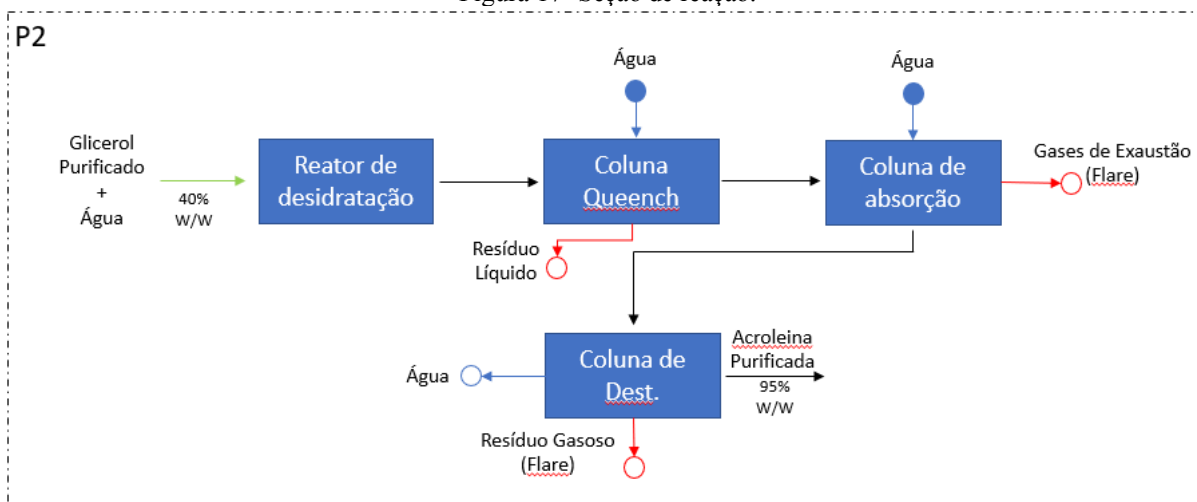 P2
Água
Água
Glicerol
Purificado
+
Água
40%
W/W
Reator de
desidratação
Coluna
Queench
Coluna de
absorção
Gases de Exaustão
(Flare)
Resíduo
Líquido
Água
Coluna de
Dest.
Acroleina
Purificada
95%
W/W
Resíduo Gasoso
(Flare)